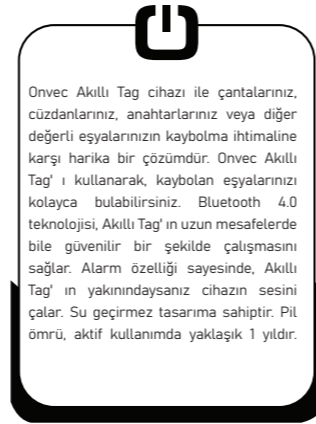 Onvec Akıllı Tag cihazı ile çantalarınız,
cüzdanlarınız, anahtarlarınız veya diğer
değerli eşyalarınızın kaybolma ihtimaline
karşı harika bir çözümdür. Onvec Akıllı
Tag' ı kullanarak, kaybolan eşyalarınızı
kolayca bulabilirsiniz. Bluetooth 4.0
teknolojisi, Akıllı Tag' ın uzun mesafelerde
bile güvenilir bir şekilde çalışmasını
sağlar. Alarm özelliği sayesinde, Akıllı
Tag' ın yakınındaysanız cihazın sesini
çalar. Su geçirmez tasarıma sahiptir. Pil
ömrü, aktif kullanımda yaklaşık 1 yıldır.